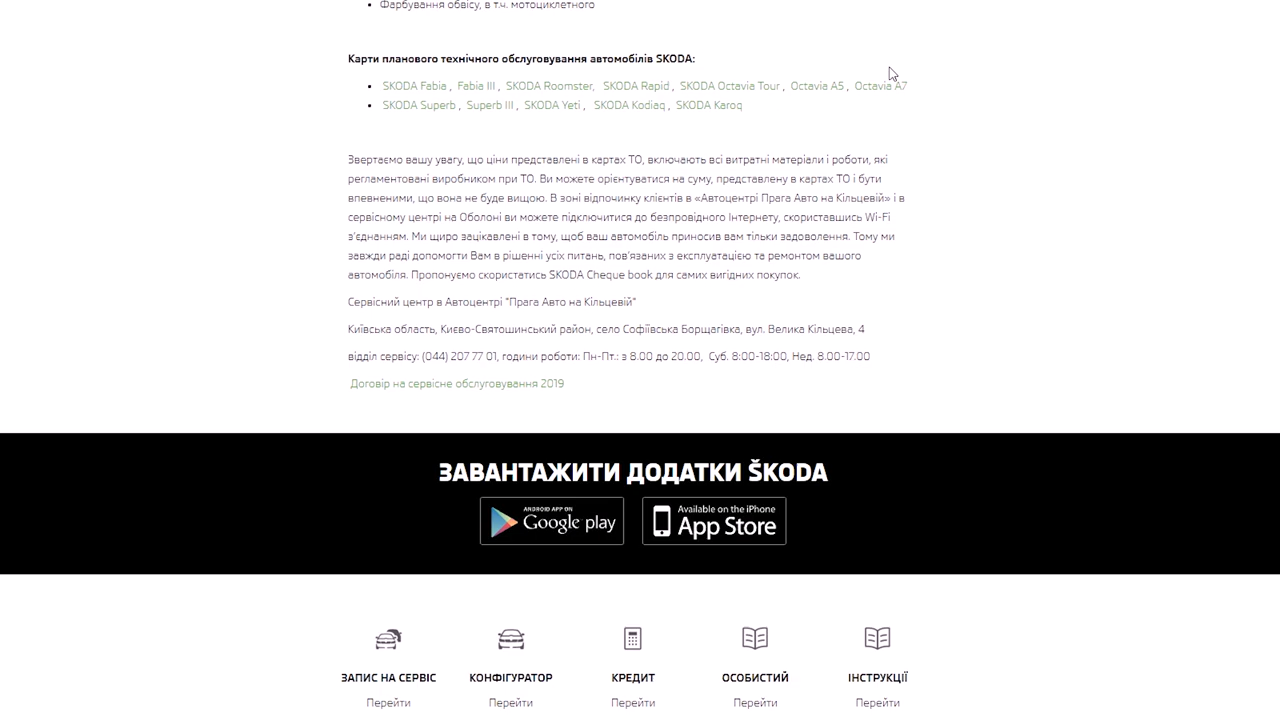 Фарбування обвісу, в т.ч. мотоциклетного
Карти планового технічного обслуговування автомобілів SKODA:
SKODA Fabia , Fabia III , SKODA Roomster, SKODA Rapid , SKODA Octavia Tour , Octavia A5 , Octavia A7
SKODA Superb , Superb III , SKODA Yeti , SKODA Kodiaq , SKODA Karoq
Звертаємо вашу увагу, що ціни представлені в картах ТО, включають всі витратні матеріали і роботи, які
регламентовані виробником при ТО. Ви можете орієнтуватися на суму, представлену в картах ТО і бути
впевненими, що вона не буде вищою. В зоні відпочинку клієнтів в «Автоцентрі Прага Авто на Кільцевій» і в
сервісному центрі на Оболоні ви можете підключитися до безпровідного Інтернету, скориставшись Wi-Fi
з'єднанням. Ми щиро зацікавлені в тому, щоб ваш автомобіль приносив вам тільки задоволення. Тому ми
завжди раді допомогти Вам в рішенні усіх питань, пов'язаних з експлуатацією та ремонтом вашого
автомобіля. Пропонуємо скористатись SKODA Cheque book для самих вигідних покупок.
Сервісний центр в Автоцентрі "Прага Авто на Кільцевій"
Київська область, Києво-Святошинський район, село Софіївська Борщагівка, вул. Велика Кільцева, 4
відділ сервісу: (044) 207 77 01, години роботи: Пн-Пт.: з 8.00 до 20.00, Суб. 8:00-18:00, Нед. 8.00-17.00
Договір на сервісне обслуговування 2019
ЗАВАНТАЖИТИ ДОДАТКИ ŠKODA
ANDROID APP ON
Google play
Available on the iPhone
App Store
ЗАПИС НА СЕРВІС КОНФІГУРАТОР КРЕДИТ ОСОБИСТИЙ ІНСТРУКЦІЇ
Перейти Перейти Перейти Перейти Перейти